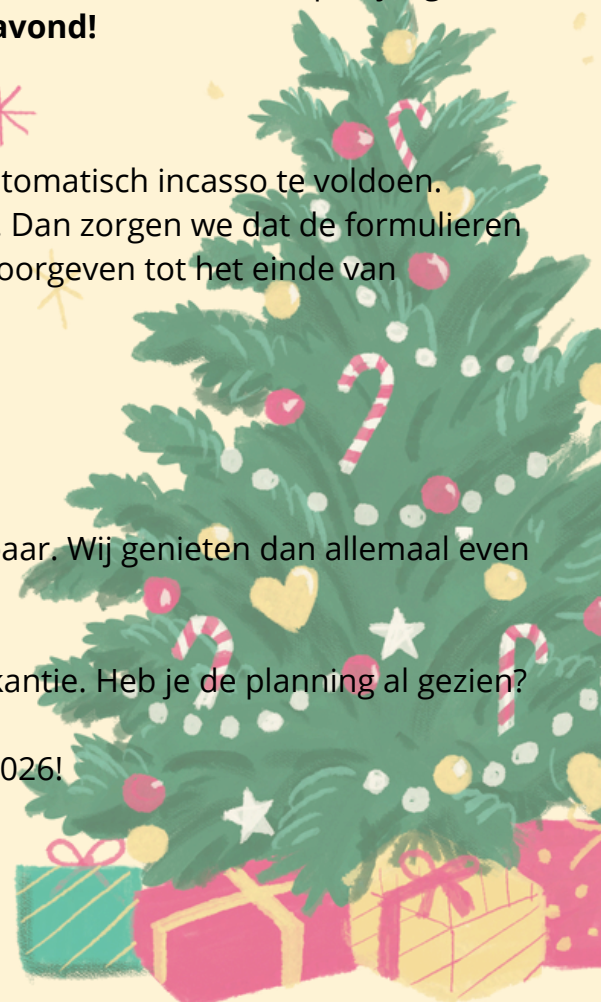 avond!
tomatisch incasso te voldoen.
. Dan zorgen we dat de formulieren
oorgeven tot het einde van
aar. Wij genieten dan allemaal even
kantie. Heb je de planning al gezien?
026!